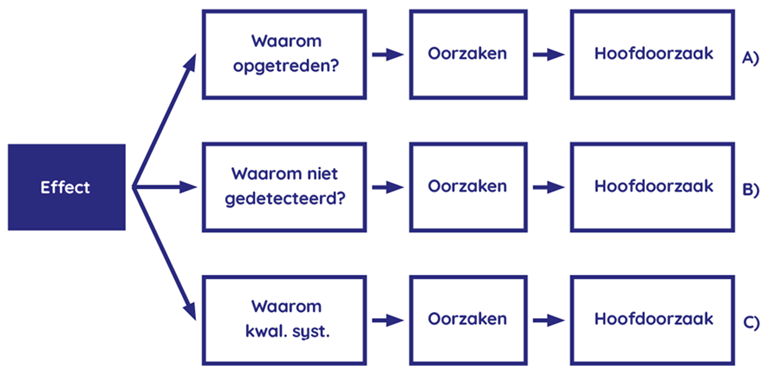 Effect
Waarom
opgetreden?
Oorzaken
Hoofdoorzaak
A)
Waarom niet
gedetecteerd?
Oorzaken
Hoofdoorzaak
B)
Waarom
kwal. syst.
Oorzaken
Hoofdoorzaak
C)